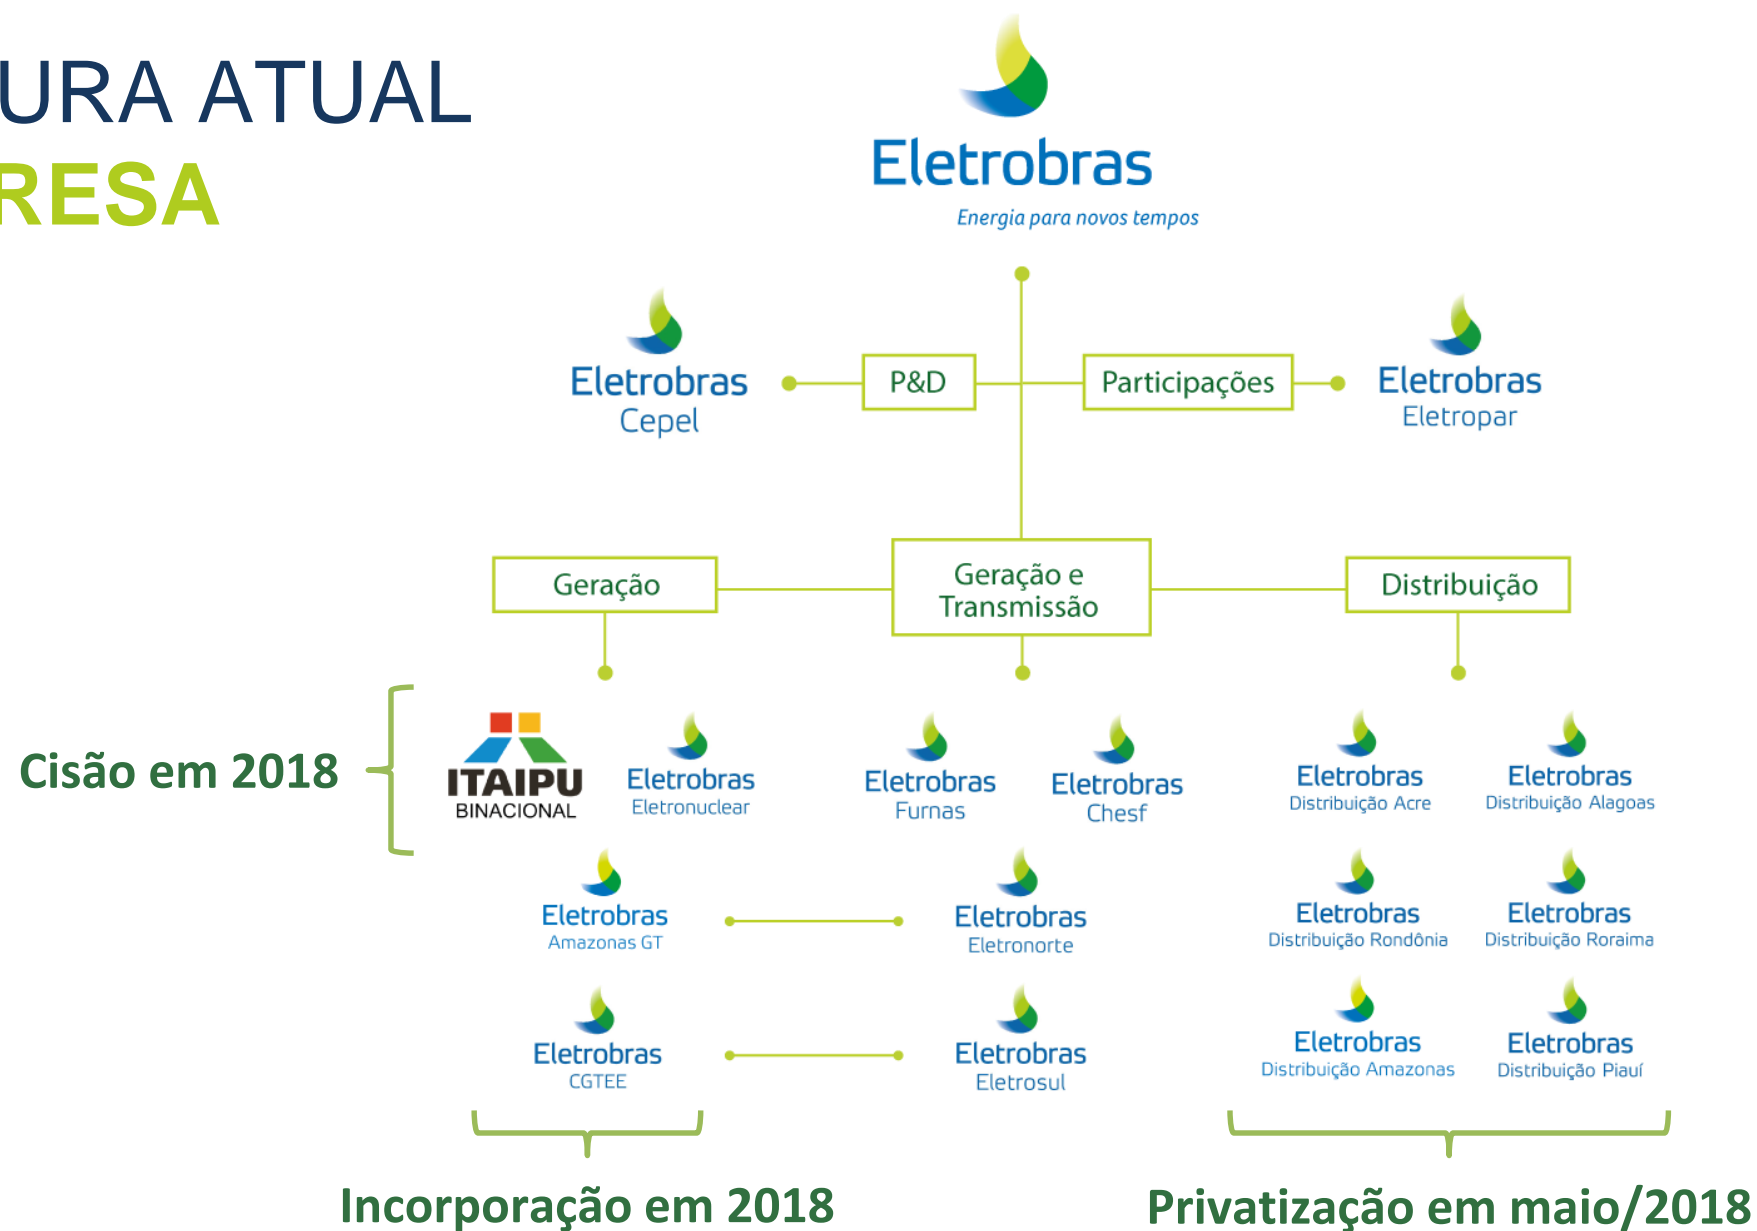 URA ATUAL
RESA
Eletrobras
Energia para novos tempos
Eletrobras
Cepel
P&D
Participações
Eletrobras
Eletropar
Geração
Geração e
Transmissão
Distribuição
Cisão em 2018
ITAIPU
BINACIONAL
Eletrobras
Eletronuclear
Eletrobras
Furnas
Eletrobras
Chesf
Eletrobras
Distribuição Acre
Eletrobras
Distribuição Alagoas
Eletrobras
Amazonas GT
Eletrobras
Eletronorte
Eletrobras
Distribuição Rondônia
Eletrobras
Distribuição Roraima
Eletrobras
CGTEE
Eletrobras
Eletrosul
Eletrobras
Distribuição Amazonas
Eletrobras
Distribuição Piauí
Incorporação em 2018
Privatização em maio/2018